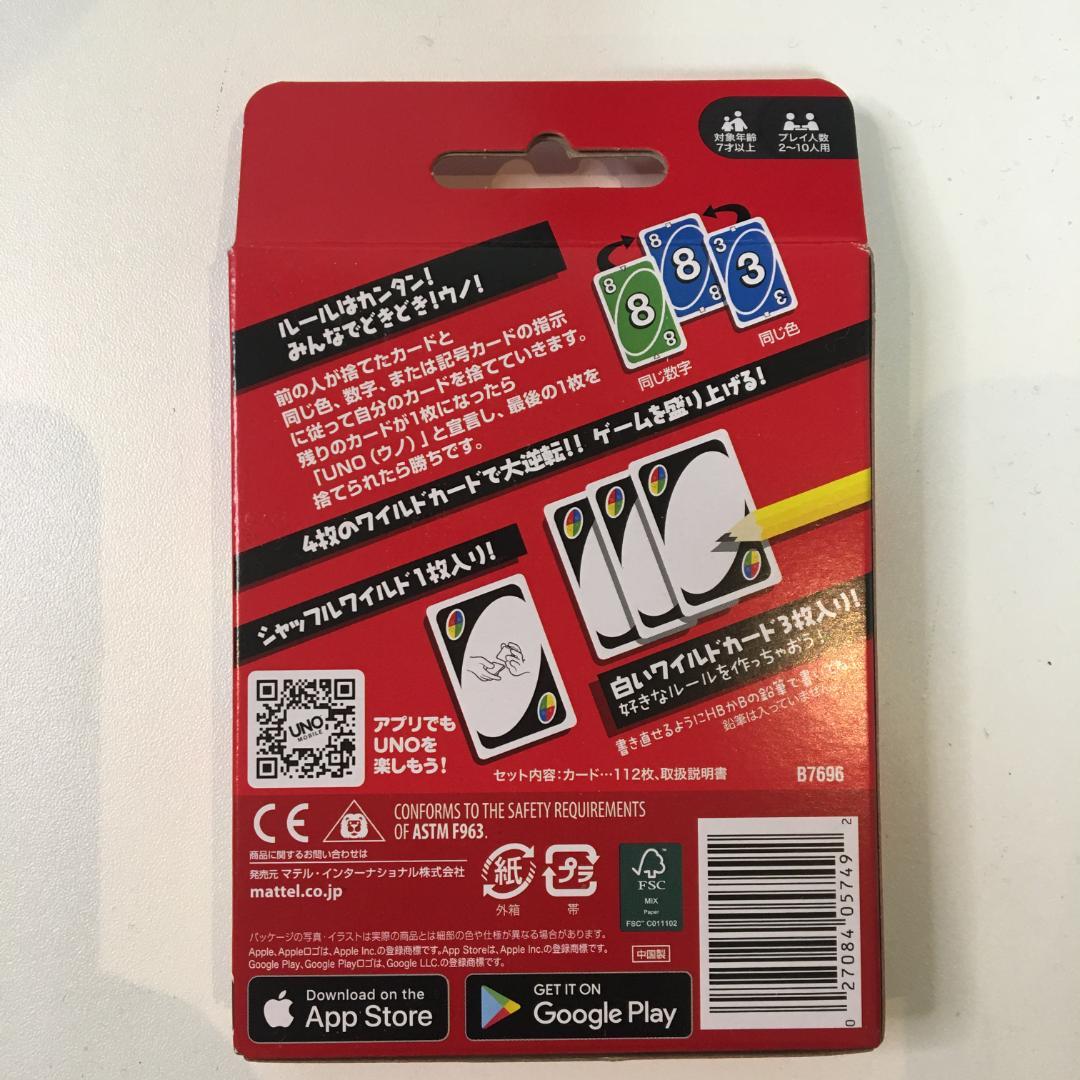 対象年齢
7才以上
プレイ人数
2〜10人用
ルールはカンタン！
みんなでどきどき！ウノ！
8
8
8
8
8
8
3
3
3
同じ色
同じ数字
前の人が捨てたカードと
同じ色、数字、または記号カードの指示
に従って自分のカードを捨てていきます。
残りのカードが1枚になったら
「UNO（ウノ）」と宣言し、最後の1枚を
捨てられたら勝ちです。
4枚のワイルドカードで大逆転！！ ゲームを盛り上げる！
シャッフルワイルド1枚入り！
白いワイルドカード3枚入り！
好きなルールを作っちゃおう！
書き直せるようにHBかBの鉛筆で書いてね。
鉛筆は入っていません
UNO
MOBILE
アプリでも
UNOを
楽しもう！
セット内容：カード…112枚、取扱説明書
B7696
CE
CONFORMS TO THE SAFETY REQUIREMENTS
OF ASTM F963.
商品に関するお問い合わせは
発売元 マテル・インターナショナル株式会社
mattel.co.jp
紙
外箱
プラ
帯
FSC
MIX
Paper
FSC™ C011102
パッケージの写真・イラストは実際の商品とは細部の色や仕様が異なる場合があります。
Apple、Appleロゴは、Apple Inc.の登録商標です。App Storeは、Apple Inc.の登録商標です。
Google Play、Google Playロゴは、Google LLC.の登録商標です。
中国製
Download on the
App Store
GET IT ON
Google Play
0 27084 05749 2